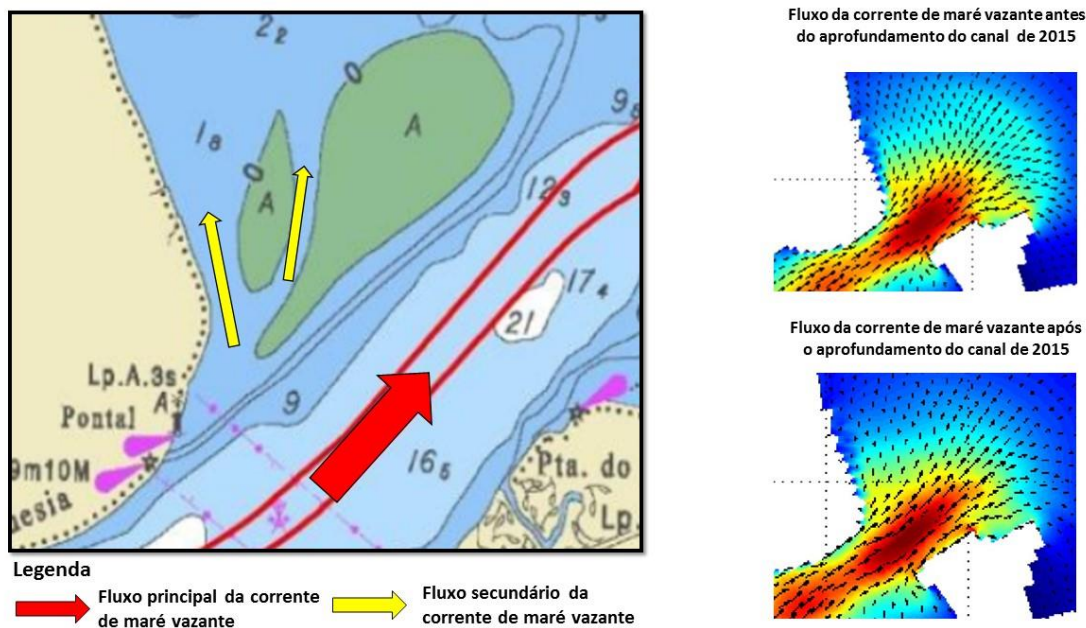 Fluxo da corrente de maré vazante antes
do aprofundamento do canal de 2015
2₂
0
A
1₈
0
A
9₈
12₃
17₄
21
Lp.A.3s
A
Pontal
9
9m10M
16₅
Pta. do
uesia
Lp.
Fluxo da corrente de maré vazante após
o aprofundamento do canal de 2015
Legenda
Fluxo principal da corrente
de maré vazante
Fluxo secundário da
corrente de maré vazante